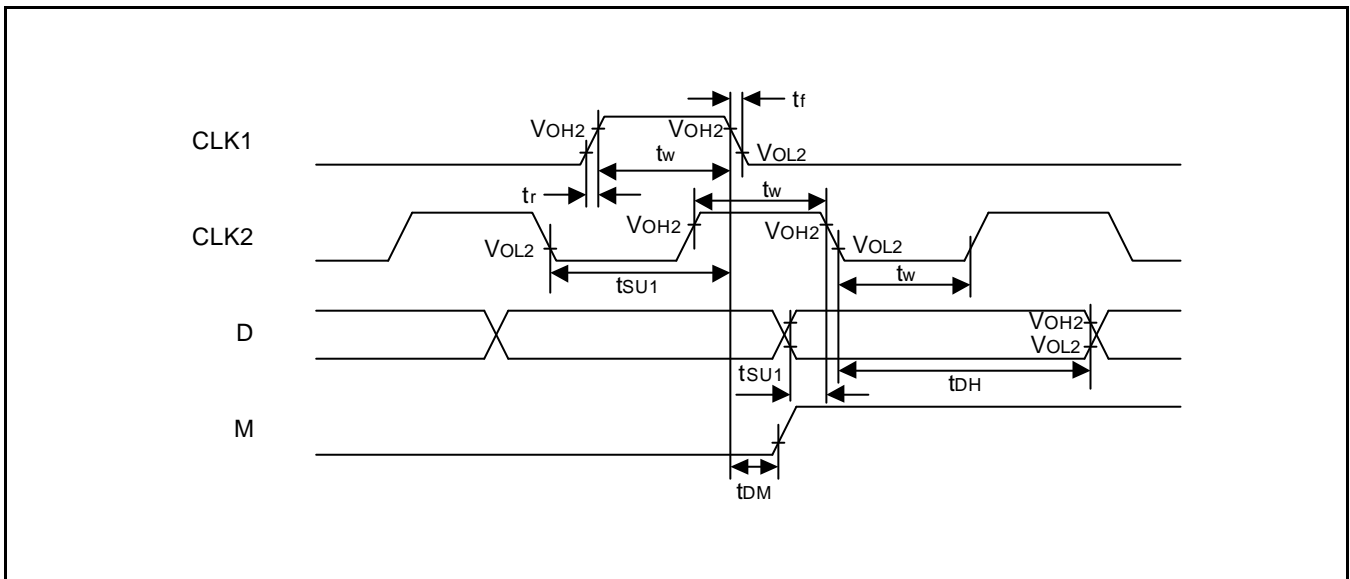 tf
CLK1
VOH2
VOH2
VOL2
tw
tr
tw
CLK2
VOL2
VOH2
VOH2
VOL2
tw
tSU1
D
VOH2
VOL2
tSU1
tDH
M
tDM